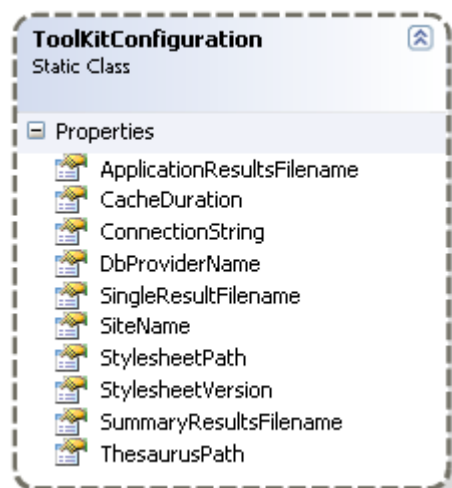 ToolKitConfiguration
Static Class
Properties
ApplicationResultsFilename
CacheDuration
ConnectionString
DbProviderName
SingleResultFilename
SiteName
StylesheetPath
StylesheetVersion
SummaryResultsFilename
ThesaurusPath